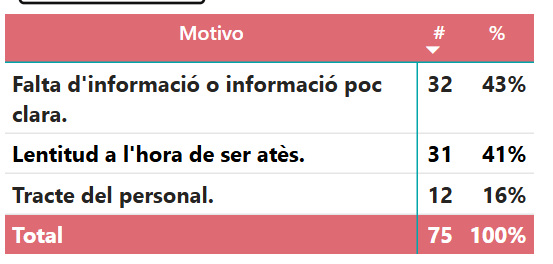 Motivo # %
Falta d'informació o informació poc
clara. 32 43%
Lentitud a l'hora de ser atès. 31 41%
Tracte del personal. 12 16%
Total 75 100%